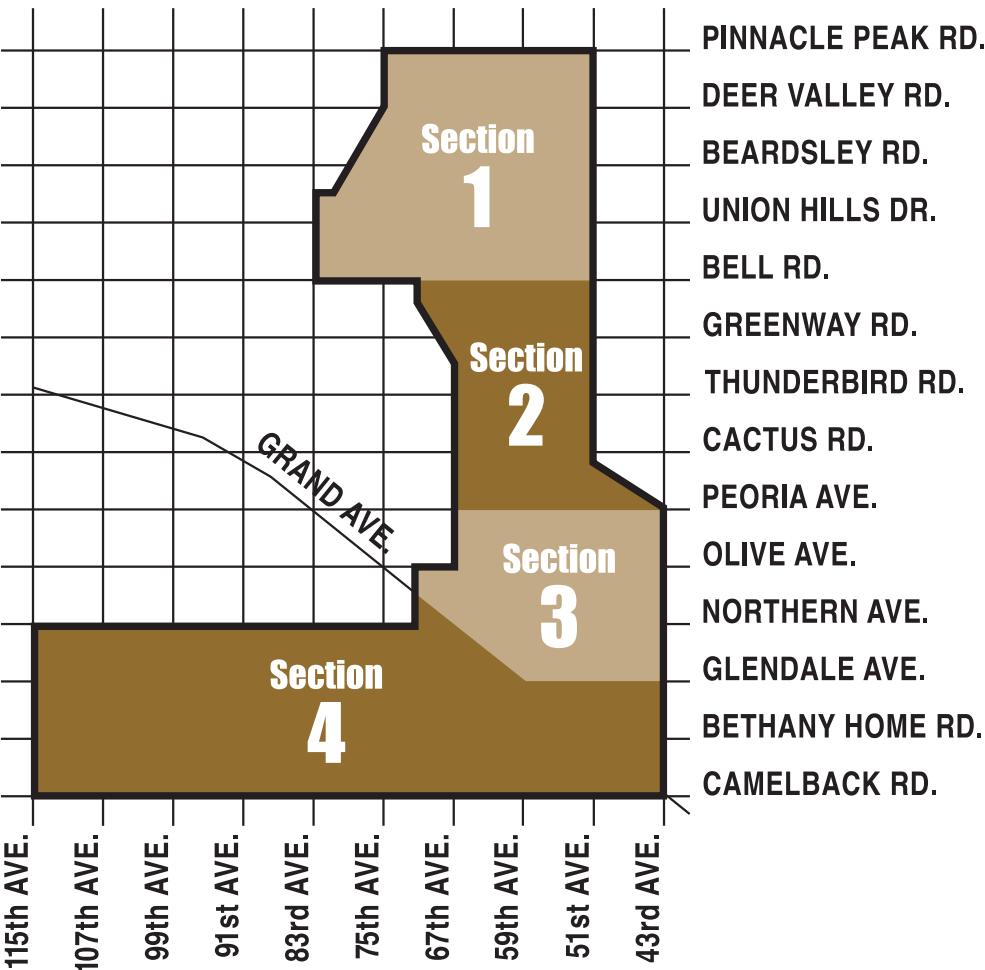 PINNACLE PEAK RD.
DEER VALLEY RD.
Section
1
BEARDSLEY RD.
UNION HILLS DR.
BELL RD.
GREENWAY RD.
Section
2
THUNDERBIRD RD.
CACTUS RD.
GRAND AVE.
PEORIA AVE.
OLIVE AVE.
Section
3
NORTHERN AVE.
GLENDALE AVE.
Section
4
BETHANY HOME RD.
CAMELBACK RD.
115th AVE.
107th AVE.
99th AVE.
91st AVE.
83rd AVE.
75th AVE.
67th AVE.
59th AVE.
51st AVE.
43rd AVE.